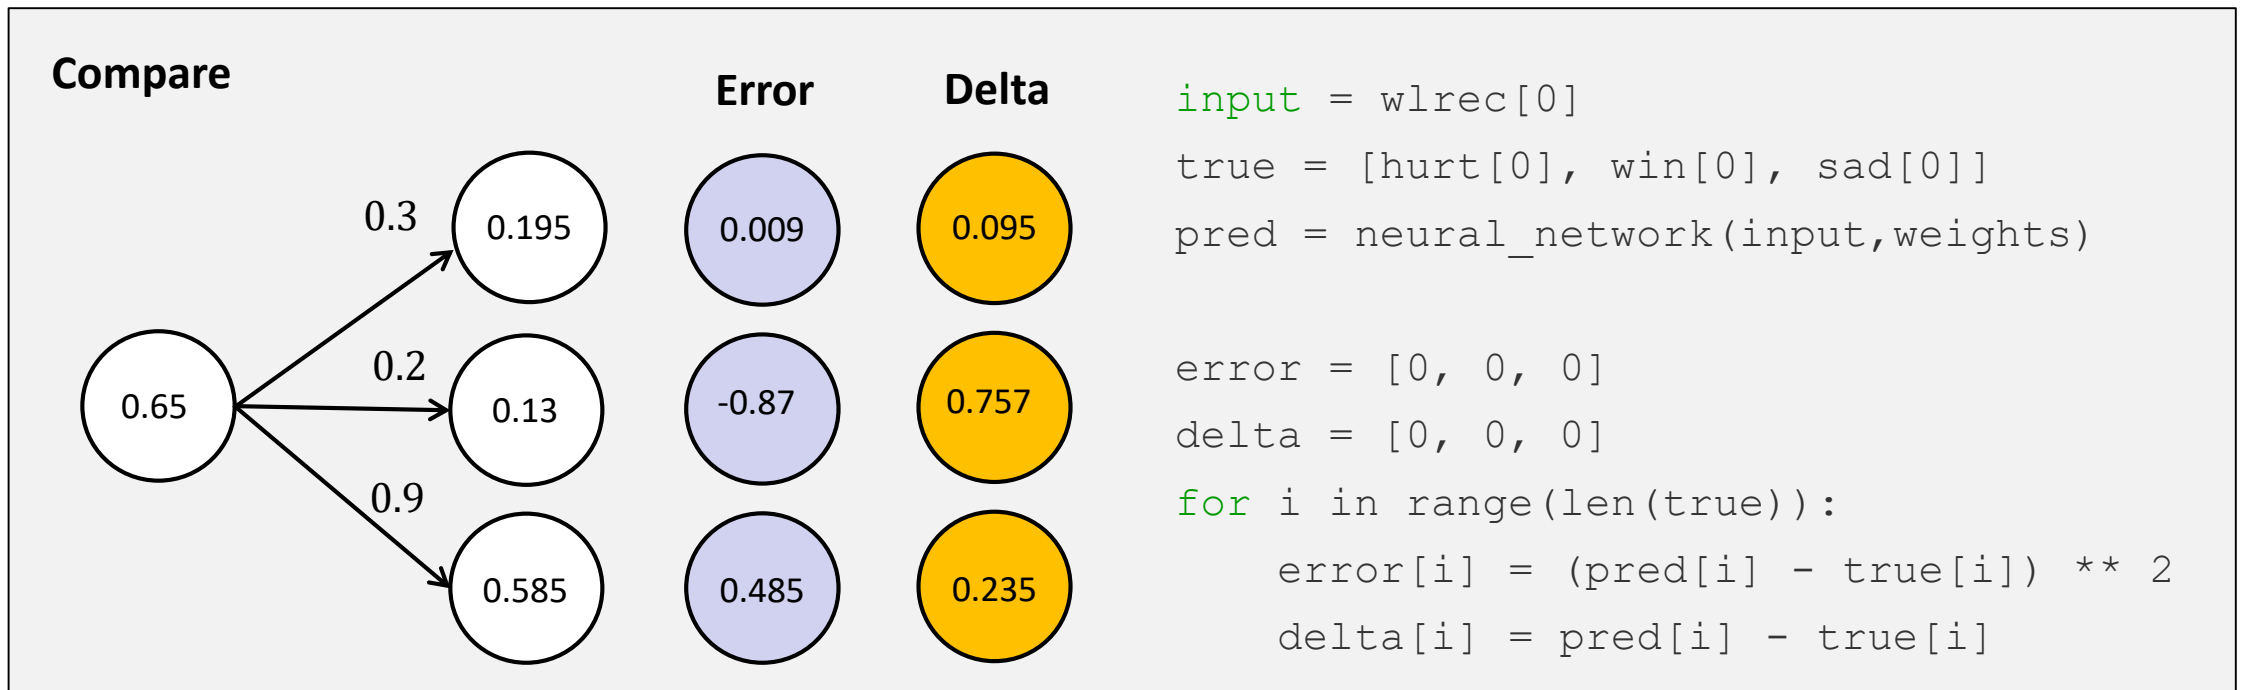 Compare
Error
Delta
0.3
0.195
0.009
0.095
0.65
0.2
0.13
-0.87
0.757
0.9
0.585
0.485
0.235
input = wlrec[0]
true = [hurt[0], win[0], sad[0]]
pred = neural_network(input,weights)
error = [0, 0, 0]
delta = [0, 0, 0]
for i in range(len(true)):
    error[i] = (pred[i] - true[i]) ** 2
    delta[i] = pred[i] - true[i]